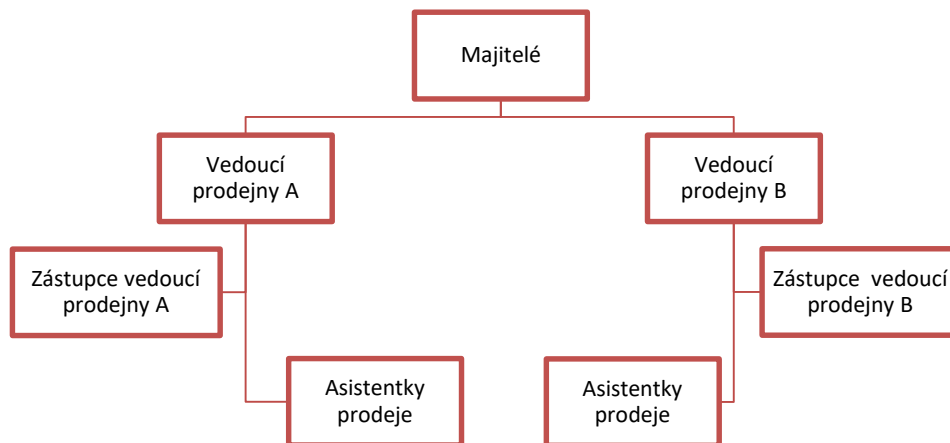 Majitelé
Vedoucí
prodejny A
Vedoucí
prodejny B
Zástupce vedoucí
prodejny A
Zástupce  vedoucí
prodejny B
Asistentky
prodeje
Asistentky
prodeje